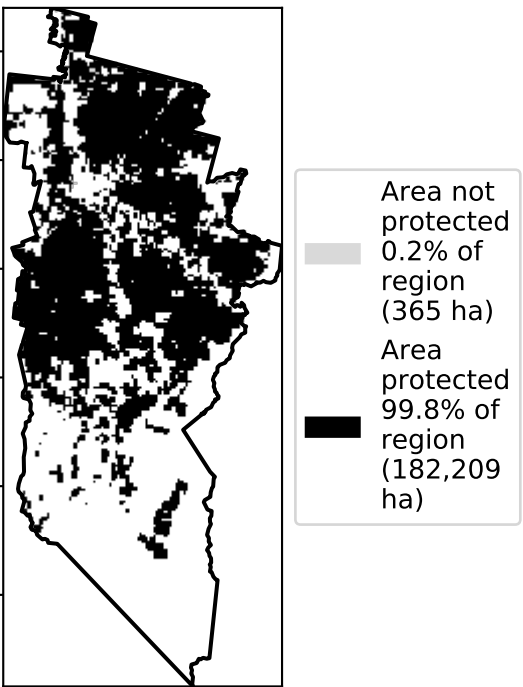 Area not
protected
0.2% of
region
(365 ha)
Area
protected
99.8% of
region
(182,209
ha)